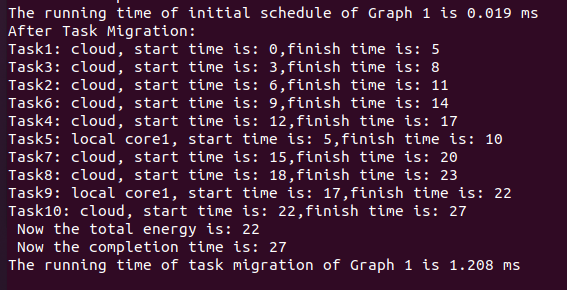 The running time of initial schedule of Graph 1 is 0.019 ms
After Task Migration:
Task1: cloud, start time is: 0,finish time is: 5
Task3: cloud, start time is: 3,finish time is: 8
Task2: cloud, start time is: 6,finish time is: 11
Task6: cloud, start time is: 9,finish time is: 14
Task4: cloud, start time is: 12,finish time is: 17
Task5: local core1, start time is: 5,finish time is: 10
Task7: cloud, start time is: 15,finish time is: 20
Task8: cloud, start time is: 18,finish time is: 23
Task9: local core1, start time is: 17,finish time is: 22
Task10: cloud, start time is: 22,finish time is: 27
Now the total energy is: 22
Now the completion time is: 27
The running time of task migration of Graph 1 is 1.208 ms